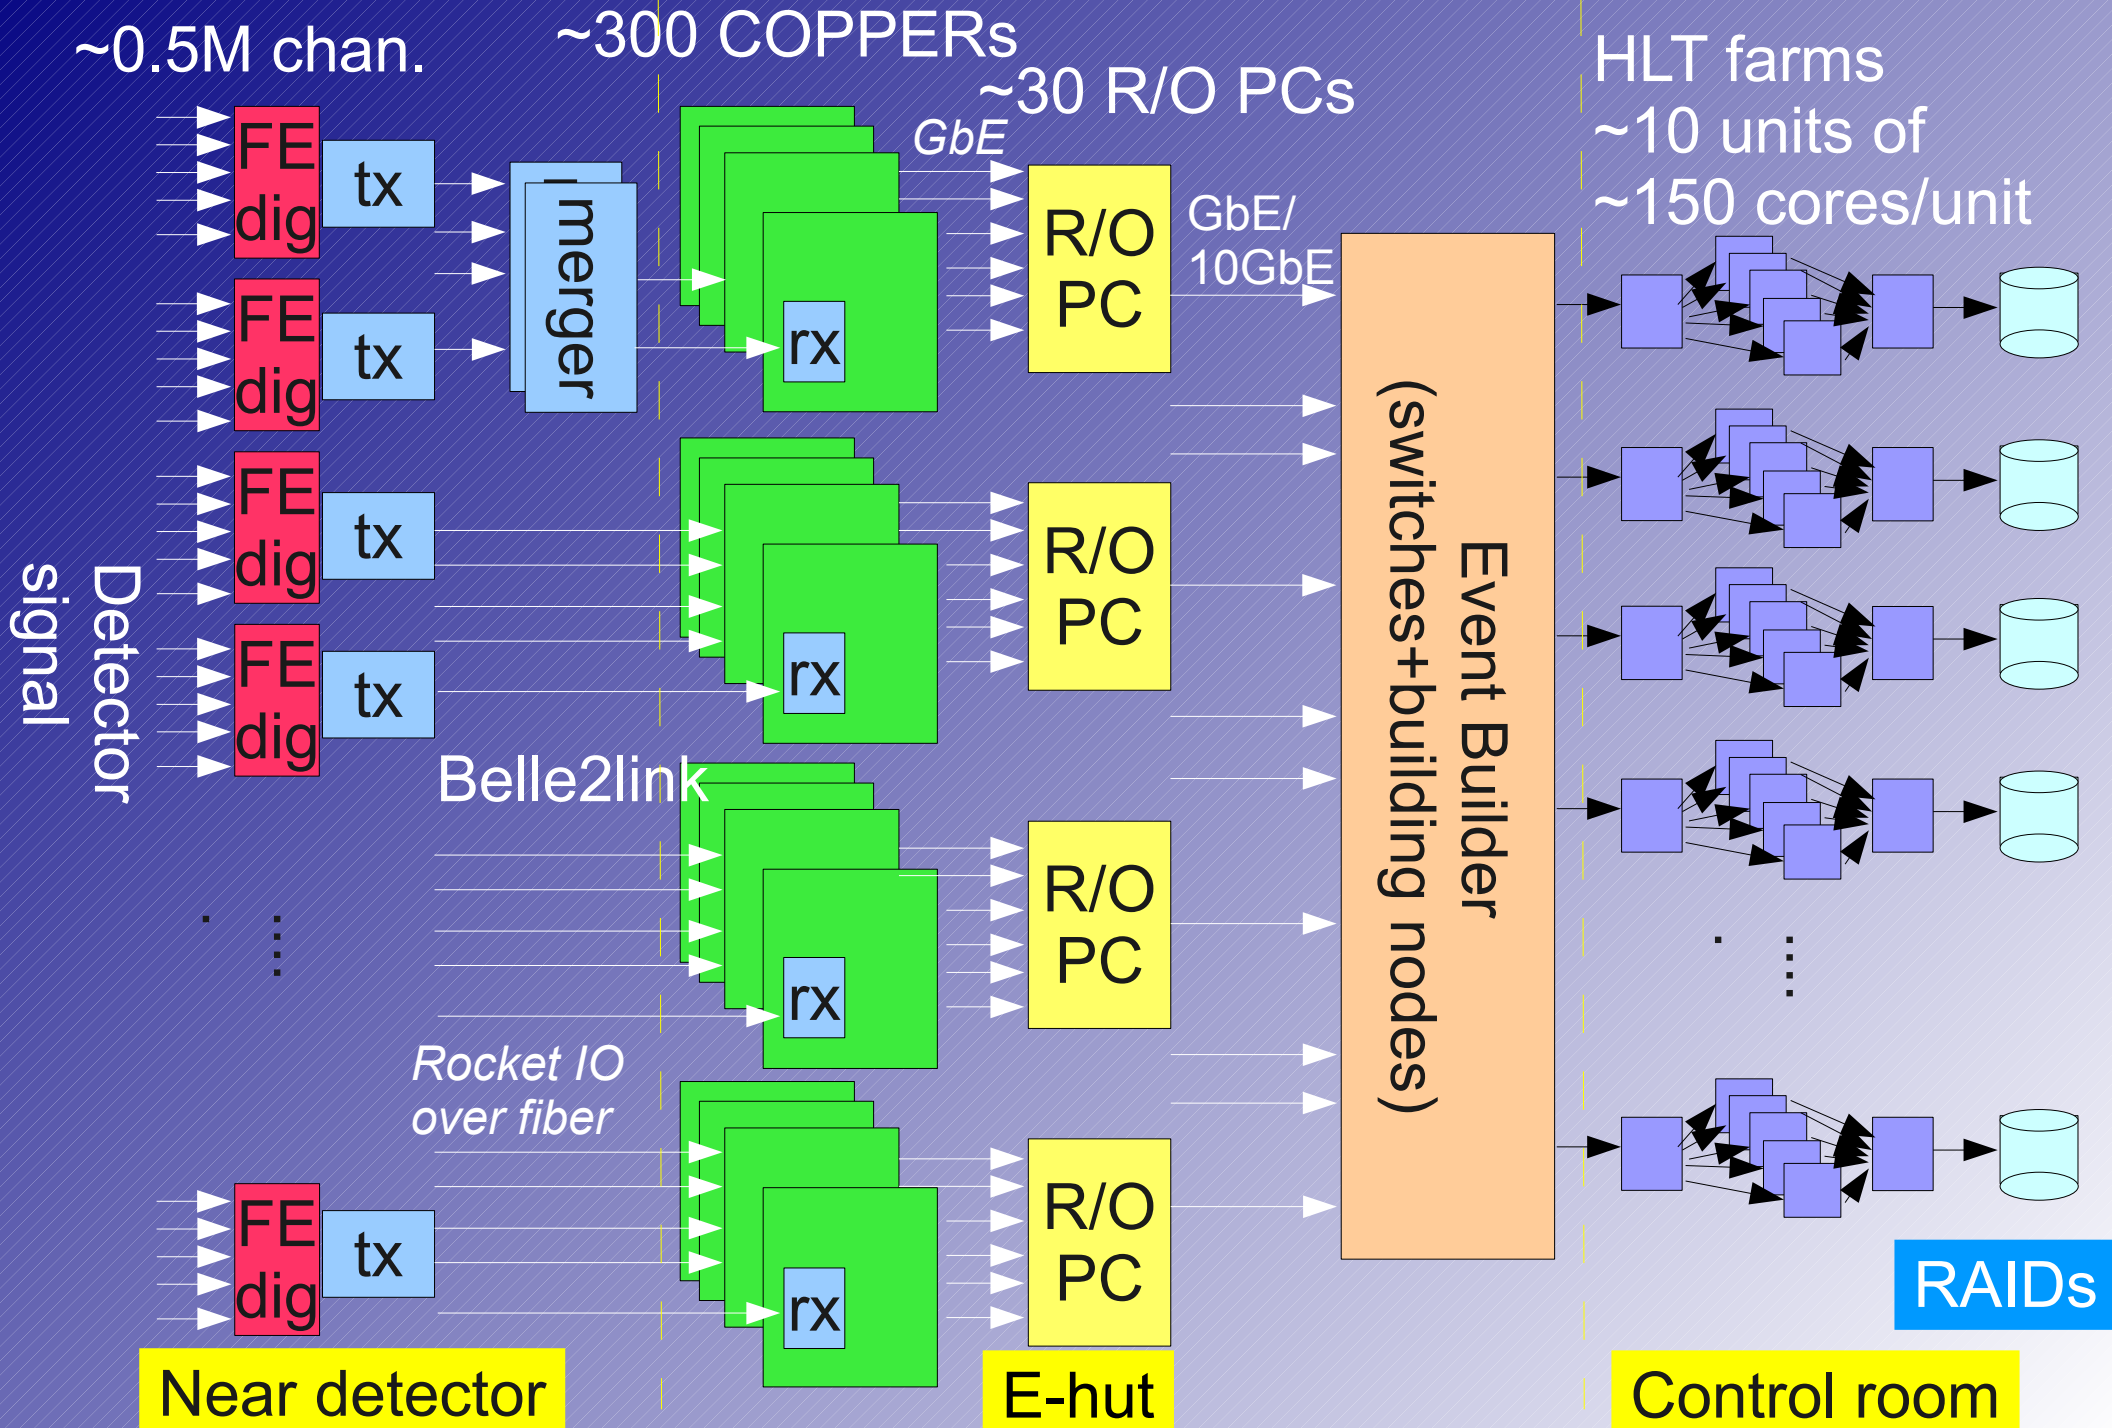 ~0.5M chan.
~300 COPPERs
~30 R/O PCs
HLT farms
~10 units of
~150 cores/unit
GbE
GbE/
10GbE
Detector
signal
FE
dig
tx
FE
dig
tx
FE
dig
tx
FE
dig
tx
FE
dig
tx
merger
rx
rx
rx
rx
R/O
PC
R/O
PC
R/O
PC
R/O
PC
Belle2link
Rocket IO
over fiber
Event Builder
(switches+building nodes)
RAIDs
Near detector
E-hut
Control room